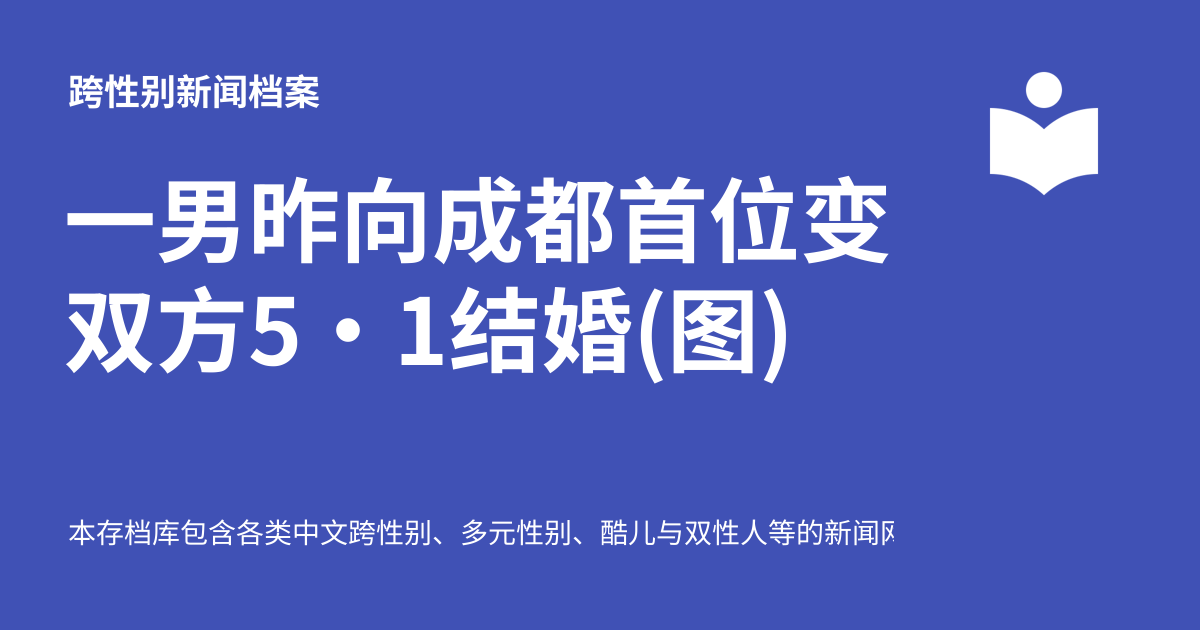 跨性别新闻档案
一男昨向成都首位变
双方5·1结婚(图)
本存档库包含各类中文跨性别、多元性别、酷儿与双性人等的新闻